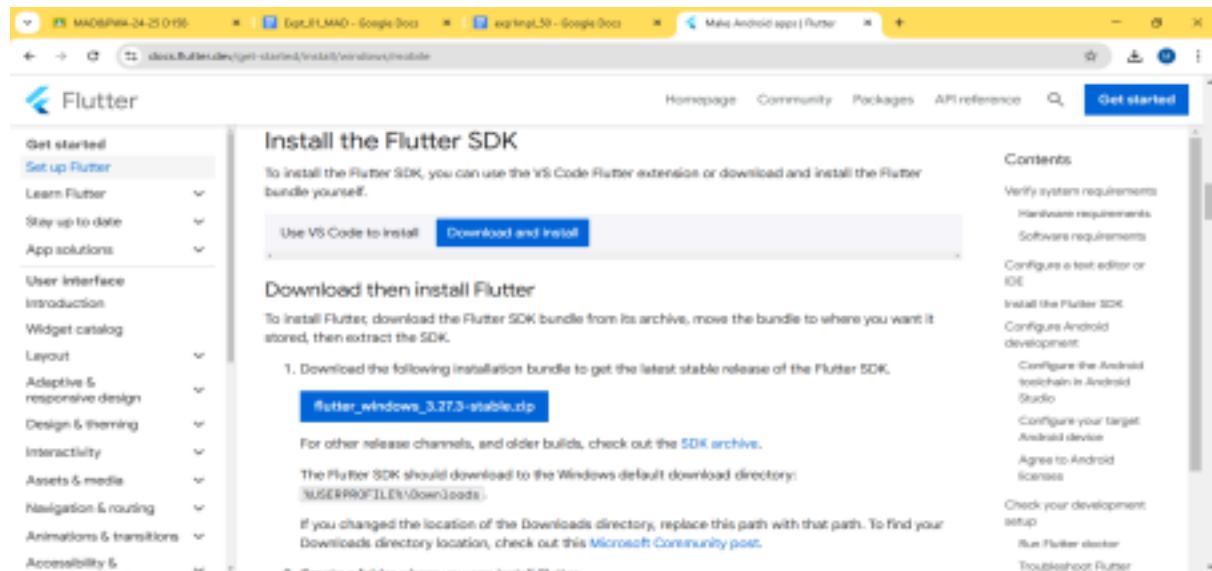 MAD&PWA-24-25 D15B
Expt_01_MAD - Google Docs
exp1impl_59 - Google Docs
Make Android apps | Flutter
docs.flutter.dev/get-started/install/windows/mobile
Flutter
Homepage
Community
Packages
API reference
Get started
Get started
Set up Flutter
Learn Flutter
Stay up to date
App solutions
User interface
Introduction
Widget catalog
Layout
Adaptive &
responsive design
Design & theming
Interactivity
Assets & media
Navigation & routing
Animations & transitions
Accessibility &
Install the Flutter SDK
To install the Flutter SDK, you can use the VS Code Flutter extension or download and install the Flutter
bundle yourself.
Use VS Code to install
Download and install
Download then install Flutter
To install Flutter, download the Flutter SDK bundle from its archive, move the bundle to where you want it
stored, then extract the SDK.
1. Download the following installation bundle to get the latest stable release of the Flutter SDK.
flutter_windows_3.27.3-stable.zip
For other release channels, and older builds, check out the SDK archive.
The Flutter SDK should download to the Windows default download directory:
%USERPROFILE%\Downloads.
If you changed the location of the Downloads directory, replace this path with that path. To find your
Downloads directory location, check out this Microsoft Community post.
Contents
Verify system requirements
Hardware requirements
Software requirements
Configure a text editor or
IDE
Install the Flutter SDK
Configure Android
development
Configure the Android
toolchain in Android
Studio
Configure your target
Android device
Agree to Android
licenses
Check your development
setup
Run Flutter doctor
Troubleshoot Flutter